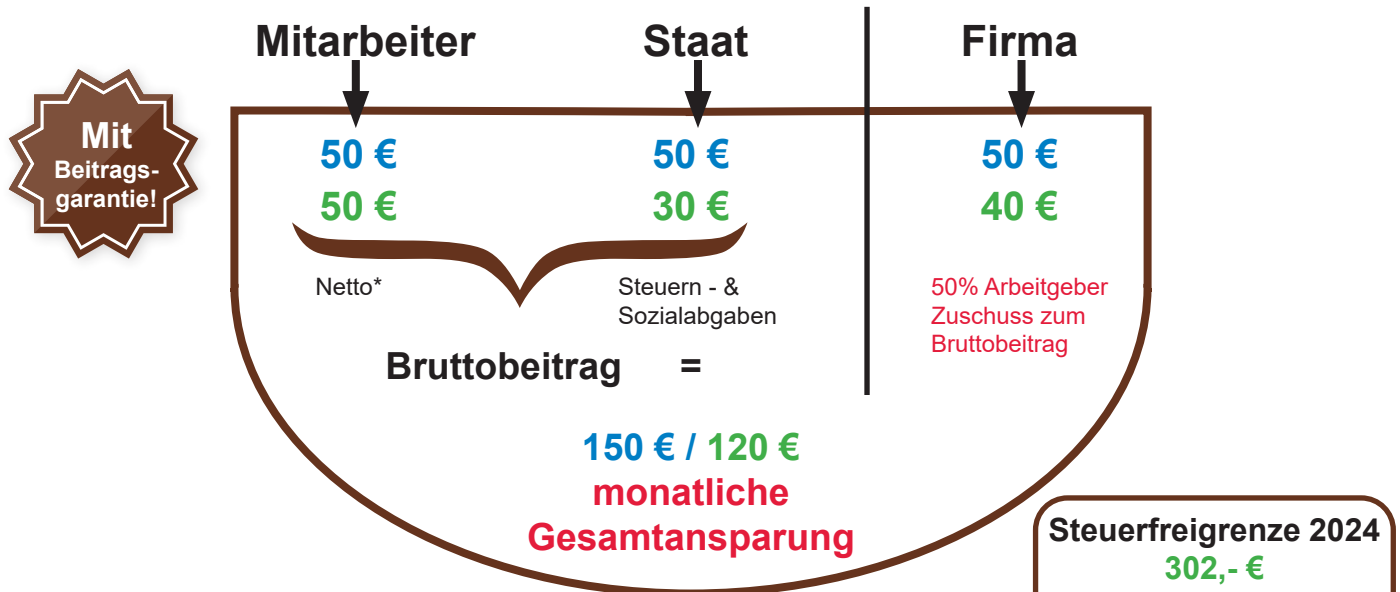 Mitarbeiter Staat Firma
Mit
Beitrags-
garantie!
50 € 50 € 50 €
50 € 30 € 40 €
Netto*
Steuern - &
Sozialabgaben
50% Arbeitgeber
Zuschuss zum
Bruttobeitrag
Bruttobeitrag =
150 € / 120 €
monatliche
Gesamtansparung
Steuerfreigrenze 2024
302,- €